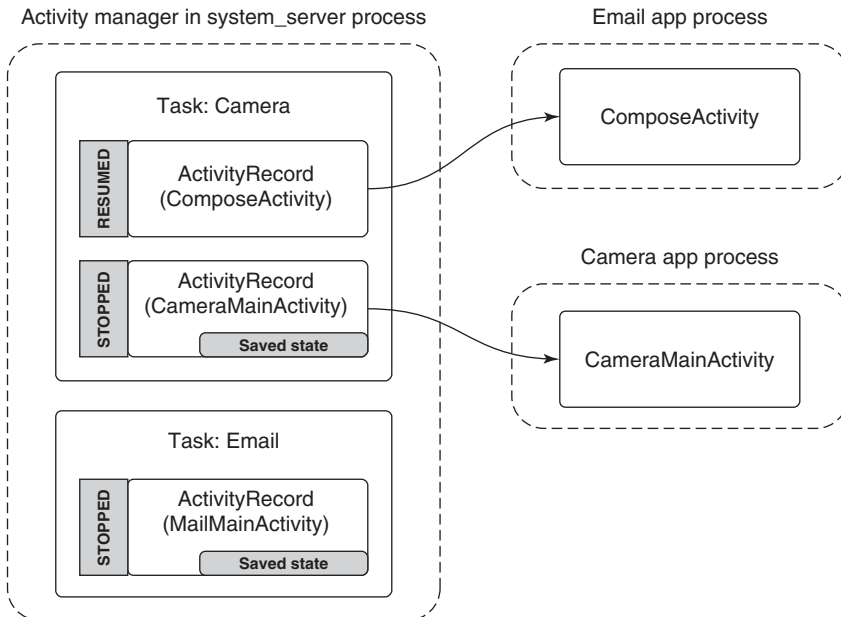 Activity manager in system_server process
Task: Camera
RESUMED
ActivityRecord
(ComposeActivity)
STOPPED
ActivityRecord
(CameraMainActivity)
Saved state
Task: Email
STOPPED
ActivityRecord
(MailMainActivity)
Saved state
Email app process
ComposeActivity
Camera app process
CameraMainActivity